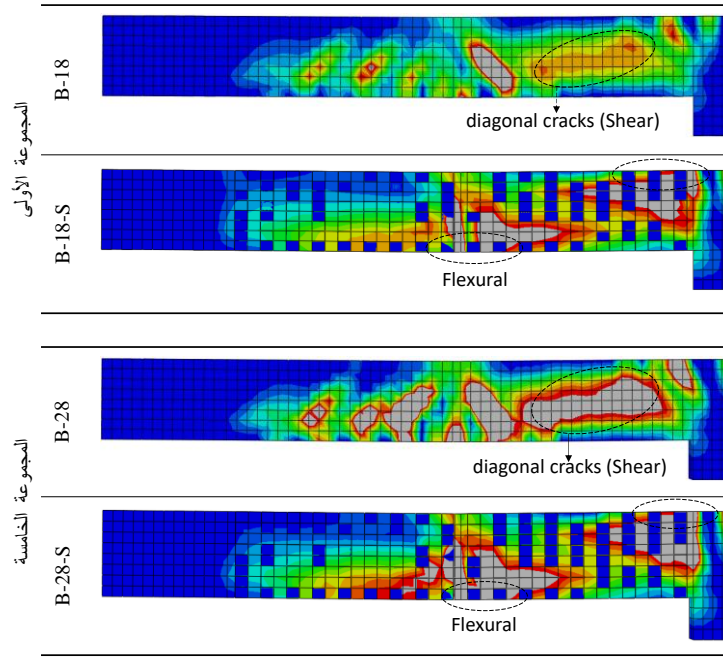 المجموعة الأولى
B-18
diagonal cracks (Shear)
B-18-S
Flexural
المجموعة الخامسة
B-28
diagonal cracks (Shear)
B-28-S
Flexural